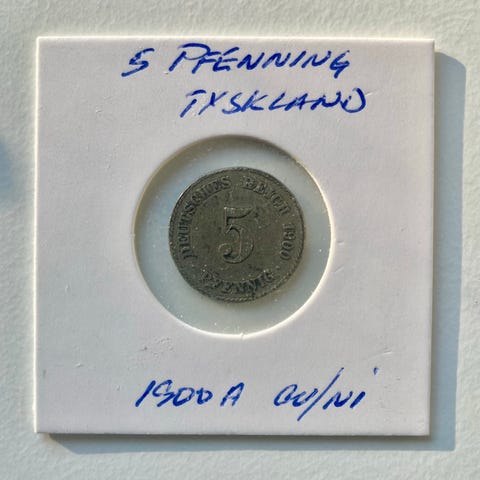 5 PFENNING
TYSKLAND
DEUTSCHES REICH 1900
5
PFENNIG
1900 A CU/Ni